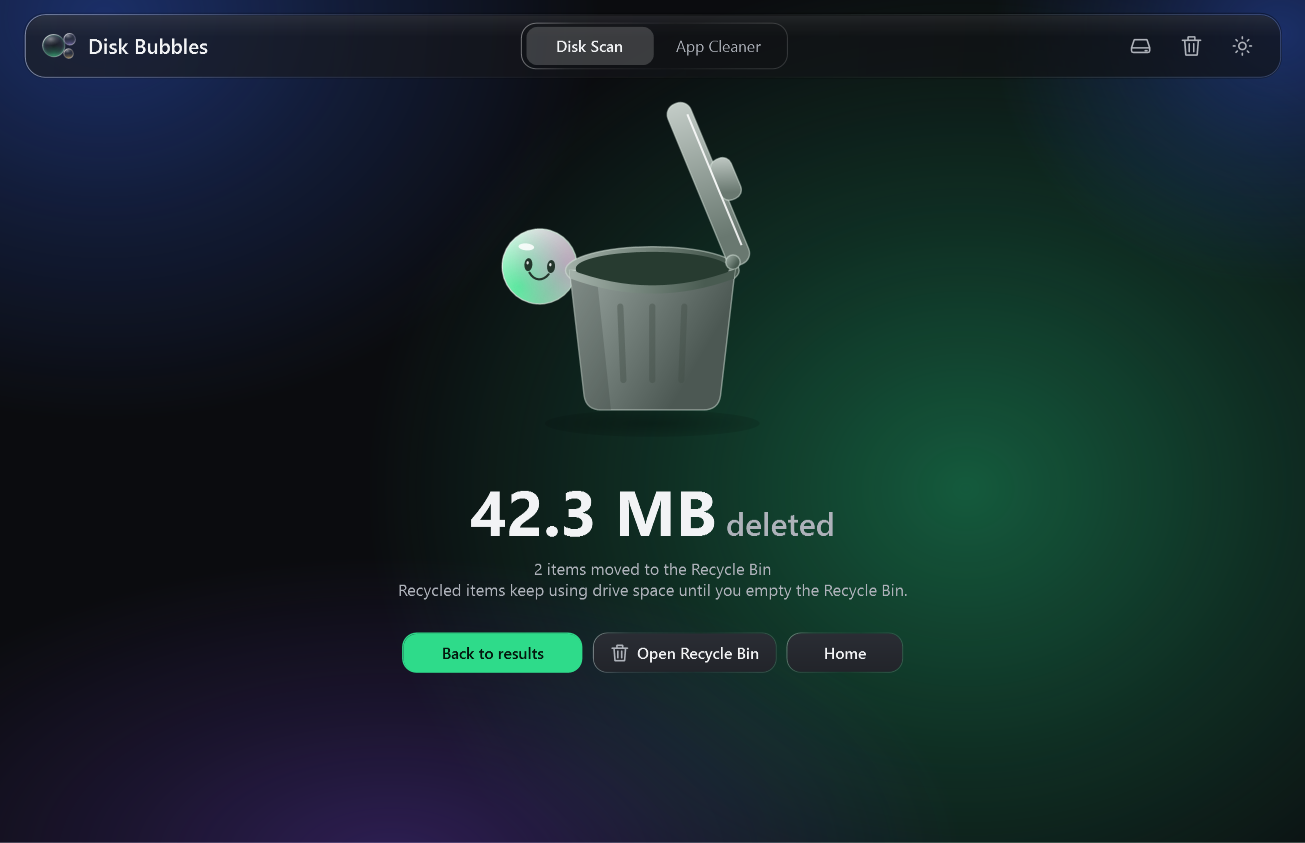 Disk Bubbles
Disk Scan
App Cleaner
42.3 MB deleted
2 items moved to the Recycle Bin
Recycled items keep using drive space until you empty the Recycle Bin.
Back to results
Open Recycle Bin
Home